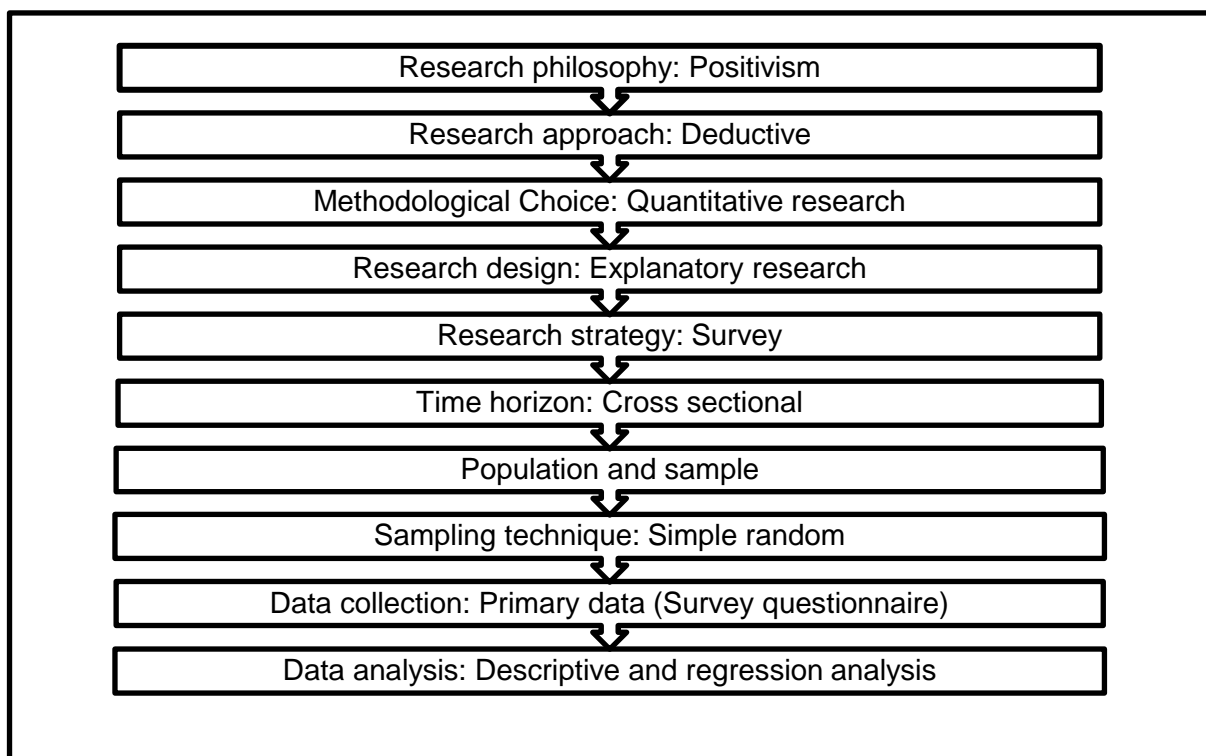 Research philosophy: Positivism
Research approach: Deductive
Methodological Choice: Quantitative research
Research design: Explanatory research
Research strategy: Survey
Time horizon: Cross sectional
Population and sample
Sampling technique: Simple random
Data collection: Primary data (Survey questionnaire)
Data analysis: Descriptive and regression analysis